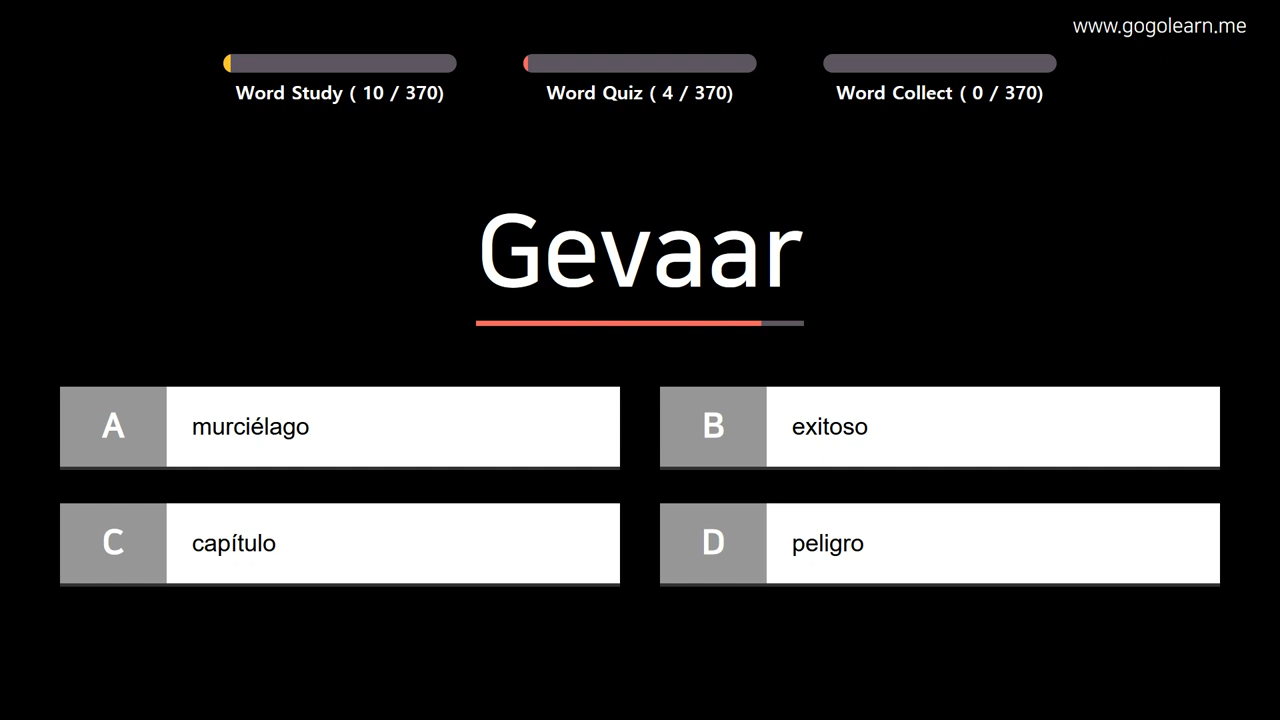 www.gogolearn.me
Word Study ( 10 / 370)
Word Quiz ( 4 / 370)
Word Collect ( 0 / 370)
Gevaar
A murciélago
B exitoso
C capítulo
D peligro